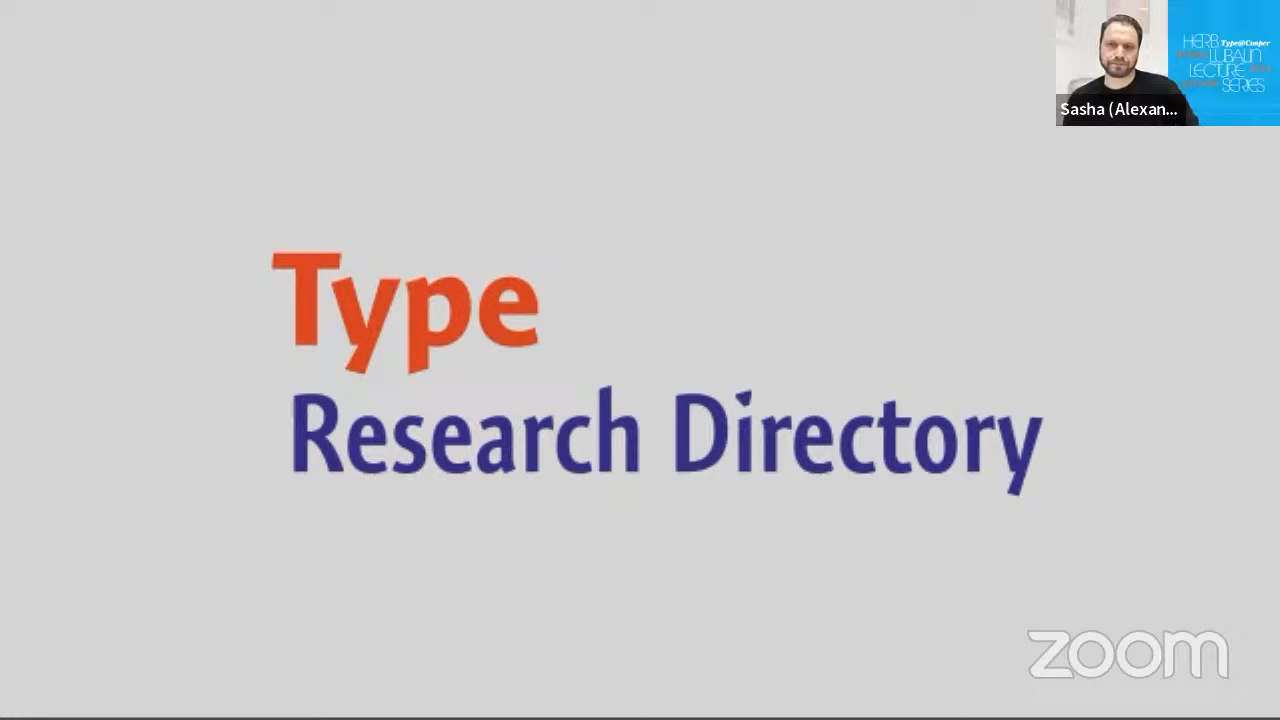 Type
Research Directory
HERB
Type@Cooper
LUBALIN
LECTURE
SERIES
Sasha (Alexan...
zoom